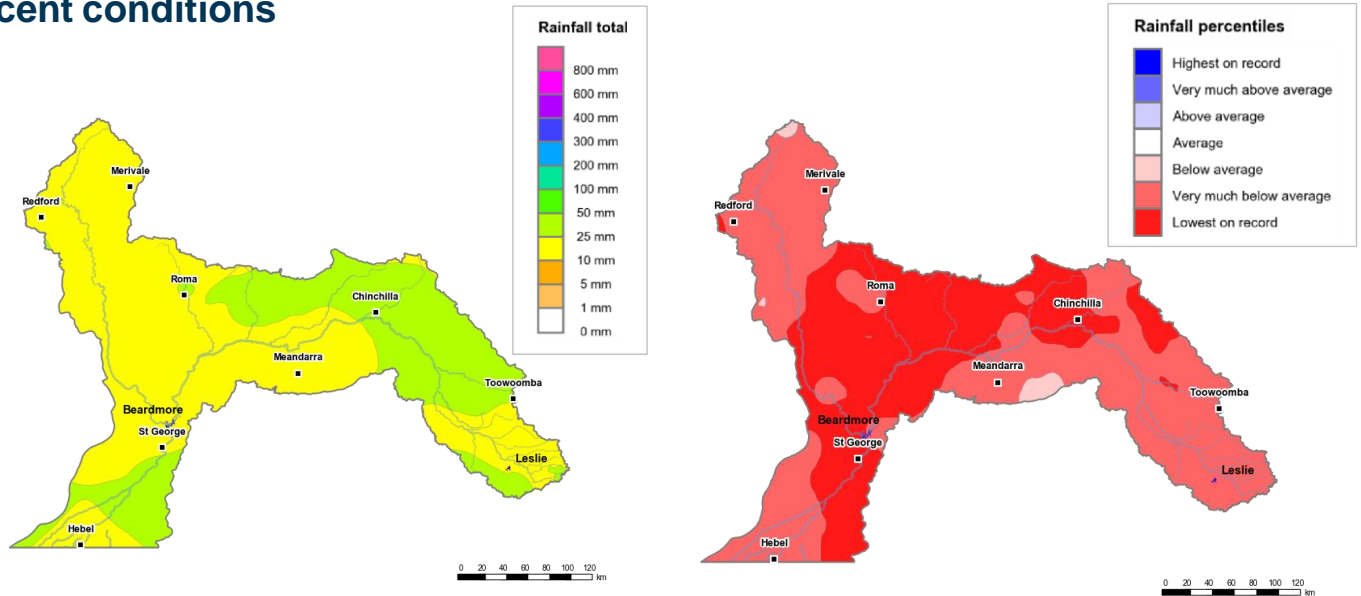 cent conditions
Rainfall total
800 mm
600 mm
400 mm
300 mm
200 mm
100 mm
50 mm
25 mm
10 mm
5 mm
1 mm
0 mm
Merivale
Redford
Roma
Chinchilla
Meandarra
Toowoomba
Beardmore
St George
Leslie
Hebel
0 20 40 60 80 100 120
km
Rainfall percentiles
Highest on record
Very much above average
Above average
Average
Below average
Very much below average
Lowest on record
Merivale
Redford
Roma
Chinchilla
Meandarra
Toowoomba
Beardmore
St George
Leslie
Hebel
0 20 40 60 80 100 120
km